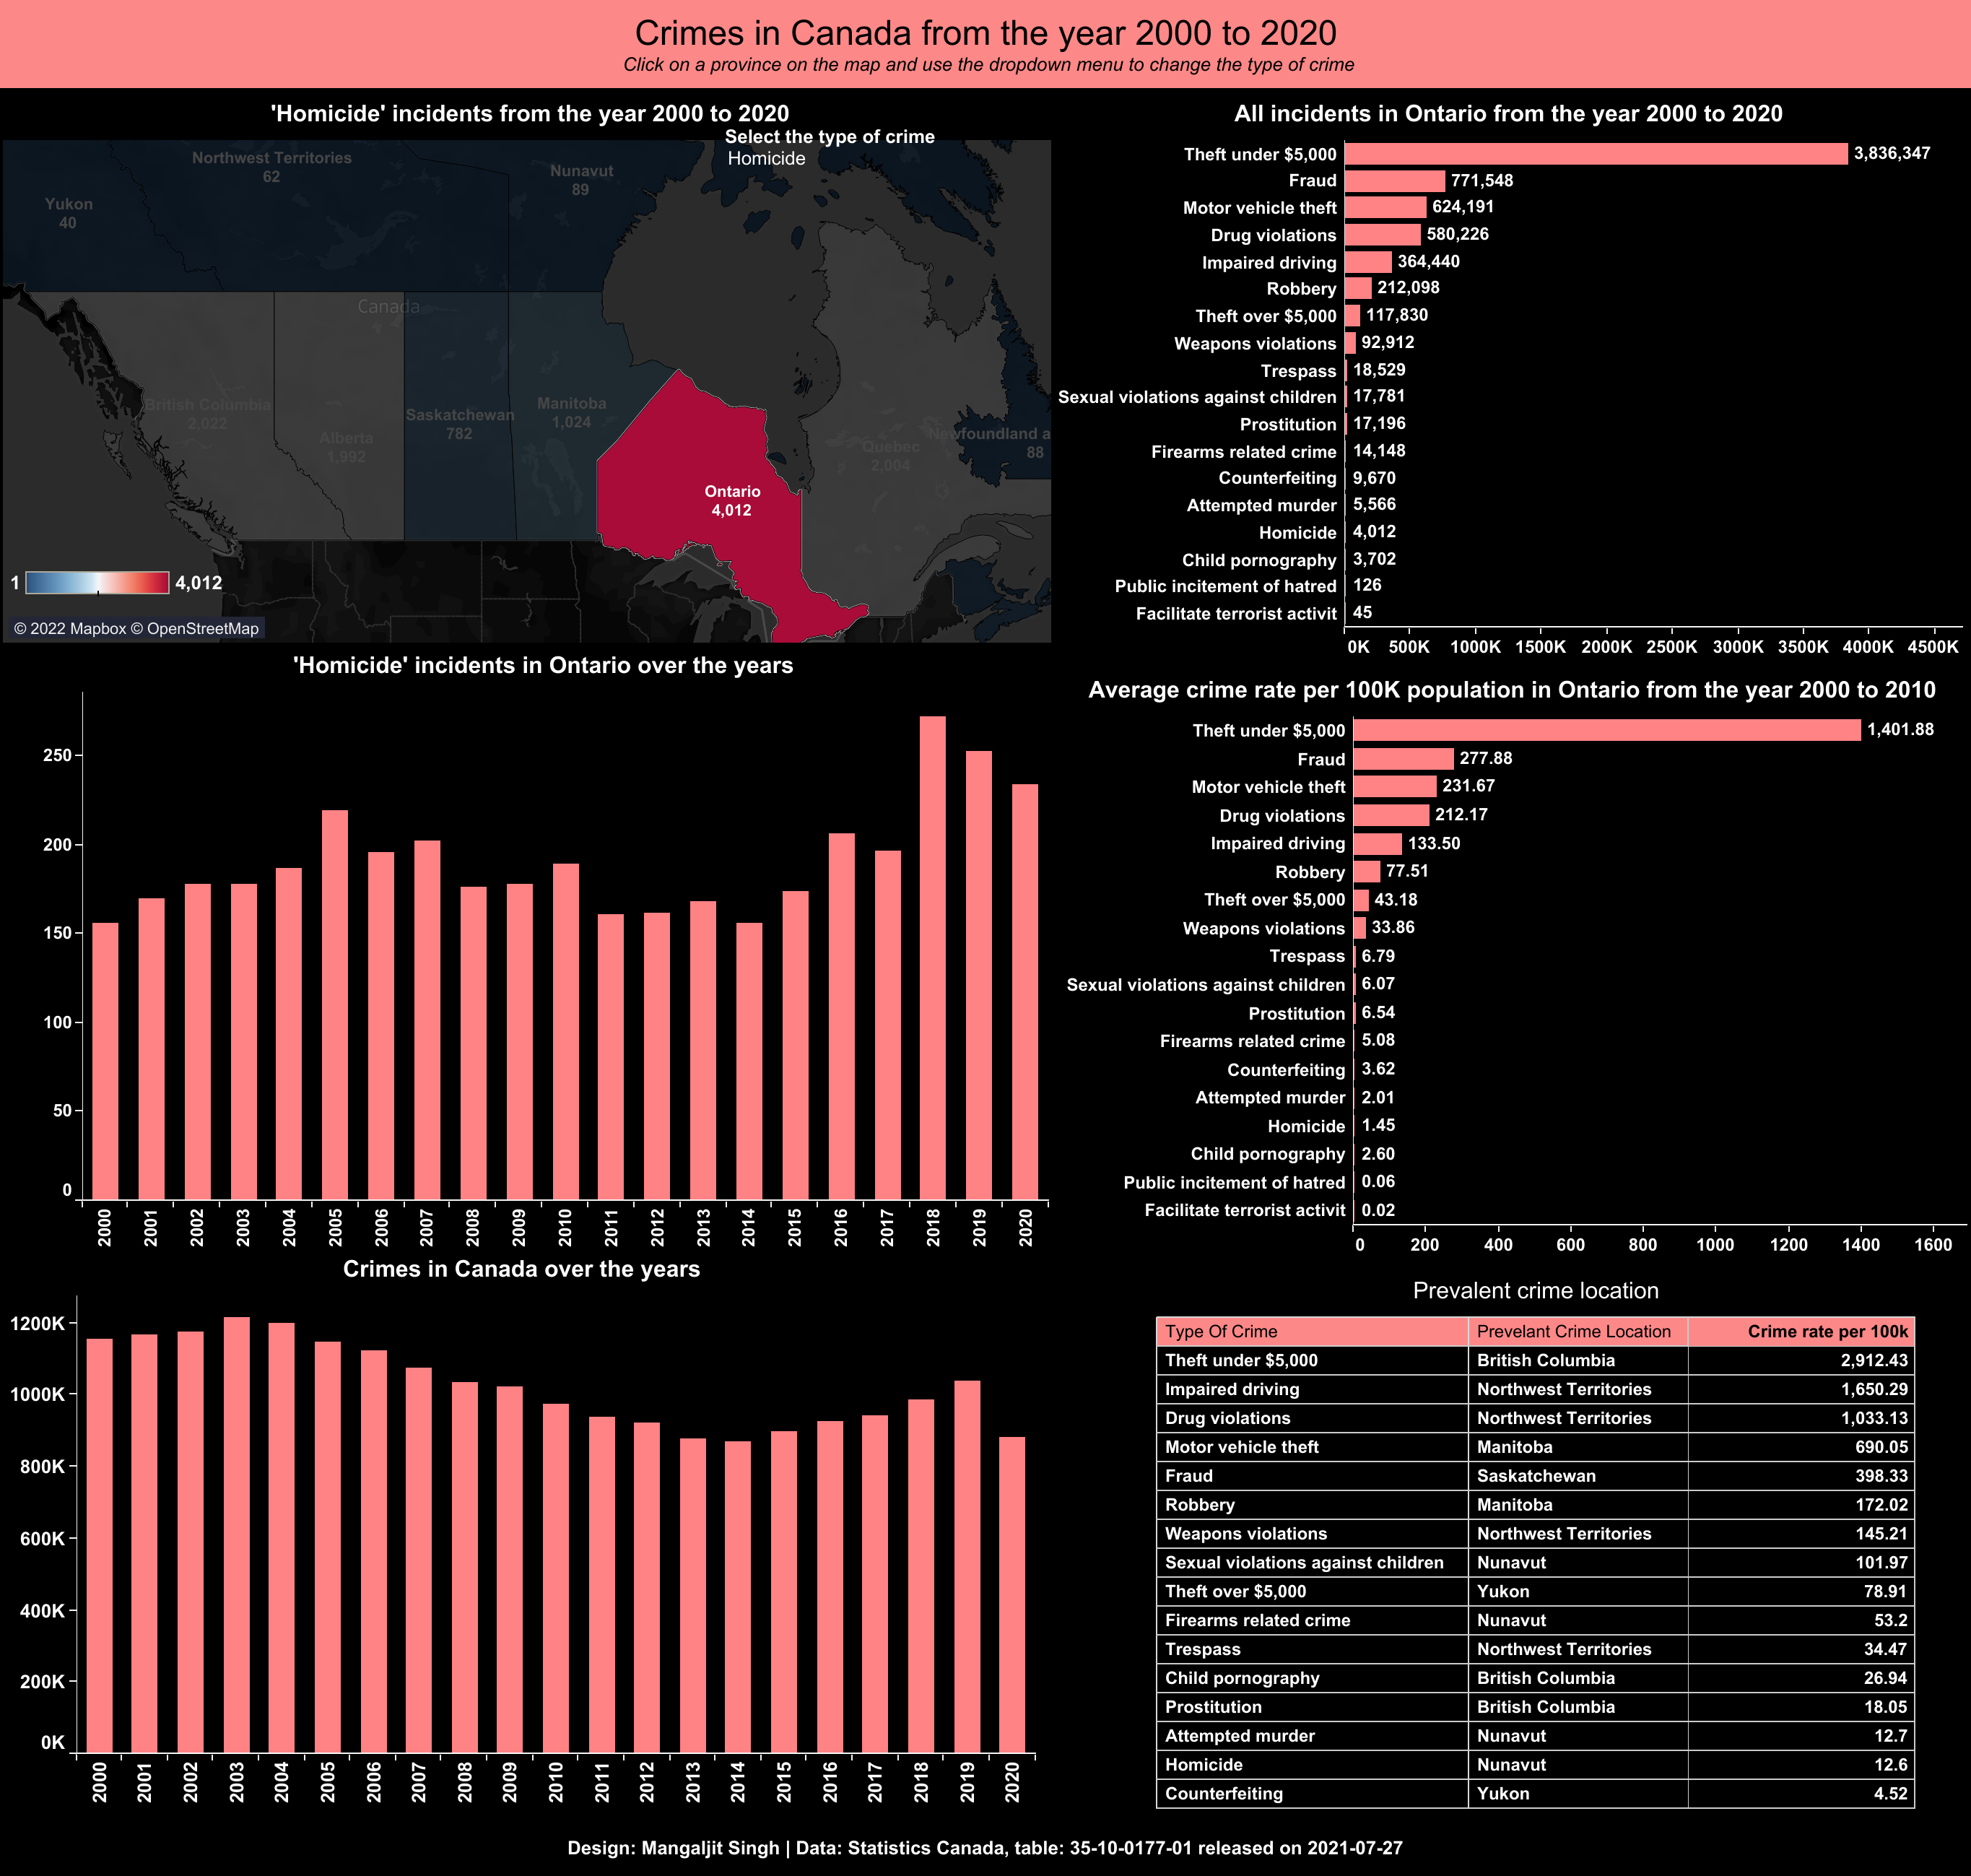 Crimes in Canada from the year 2000 to 2020
Click on a province on the map and use the dropdown menu to change the type of crime
'Homicide' incidents from the year 2000 to 2020
Select the type of crime
Homicide
Northwest Territories
62
Nunavut
89
Yukon
40
Canada
British Columbia
2,022
Alberta
1,992
Saskatchewan
782
Manitoba
1,024
Ontario
4,012
Quebec
2,004
Newfoundland a
88
1 4,012
© 2022 Mapbox © OpenStreetMap
All incidents in Ontario from the year 2000 to 2020
Theft under $5,000 3,836,347
Fraud 771,548
Motor vehicle theft 624,191
Drug violations 580,226
Impaired driving 364,440
Robbery 212,098
Theft over $5,000 117,830
Weapons violations 92,912
Trespass 18,529
Sexual violations against children 17,781
Prostitution 17,196
Firearms related crime 14,148
Counterfeiting 9,670
Attempted murder 5,566
Homicide 4,012
Child pornography 3,702
Public incitement of hatred 126
Facilitate terrorist activit 45
0K 500K 1000K 1500K 2000K 2500K 3000K 3500K 4000K 4500K
'Homicide' incidents in Ontario over the years
250
200
150
100
50
0
2000 2001 2002 2003 2004 2005 2006 2007 2008 2009 2010 2011 2012 2013 2014 2015 2016 2017 2018 2019 2020
Average crime rate per 100K population in Ontario from the year 2000 to 2010
Theft under $5,000 1,401.88
Fraud 277.88
Motor vehicle theft 231.67
Drug violations 212.17
Impaired driving 133.50
Robbery 77.51
Theft over $5,000 43.18
Weapons violations 33.86
Trespass 6.79
Sexual violations against children 6.07
Prostitution 6.54
Firearms related crime 5.08
Counterfeiting 3.62
Attempted murder 2.01
Homicide 1.45
Child pornography 2.60
Public incitement of hatred 0.06
Facilitate terrorist activit 0.02
0 200 400 600 800 1000 1200 1400 1600
Crimes in Canada over the years
1200K
1000K
800K
600K
400K
200K
0K
2000 2001 2002 2003 2004 2005 2006 2007 2008 2009 2010 2011 2012 2013 2014 2015 2016 2017 2018 2019 2020
Prevalent crime location
Type Of Crime Prevelant Crime Location Crime rate per 100k
Theft under $5,000 British Columbia 2,912.43
Impaired driving Northwest Territories 1,650.29
Drug violations Northwest Territories 1,033.13
Motor vehicle theft Manitoba 690.05
Fraud Saskatchewan 398.33
Robbery Manitoba 172.02
Weapons violations Northwest Territories 145.21
Sexual violations against children Nunavut 101.97
Theft over $5,000 Yukon 78.91
Firearms related crime Nunavut 53.2
Trespass Northwest Territories 34.47
Child pornography British Columbia 26.94
Prostitution British Columbia 18.05
Attempted murder Nunavut 12.7
Homicide Nunavut 12.6
Counterfeiting Yukon 4.52
Design: Mangaljit Singh | Data: Statistics Canada, table: 35-10-0177-01 released on 2021-07-27